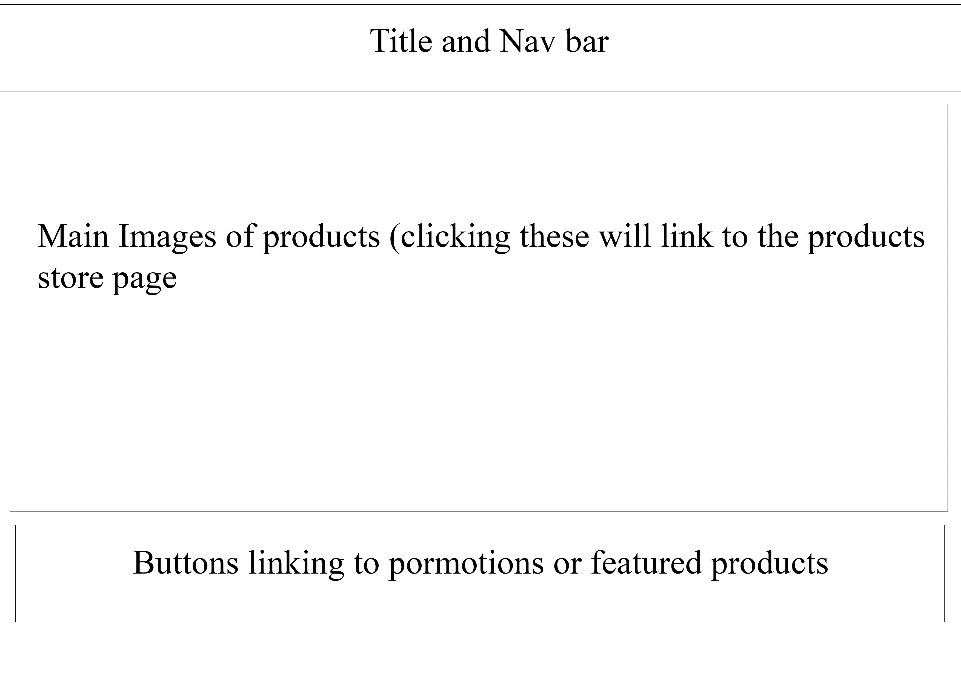 Title and Nav bar
Main Images of products (clicking these will link to the products
store page
Buttons linking to pormotions or featured products